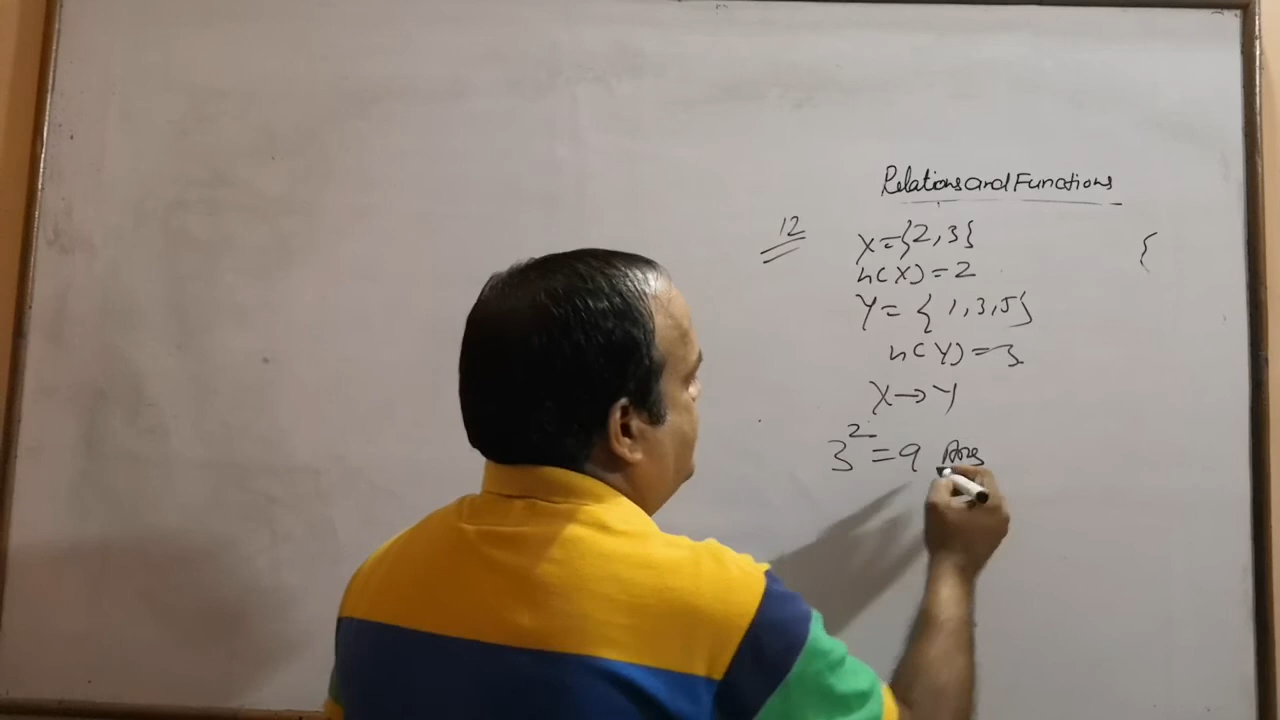 Relations and Functions
12
X={2,3}
{
n(X)=2
Y={1,3,5}
n(Y)=3
X→Y
3²=9 Ans